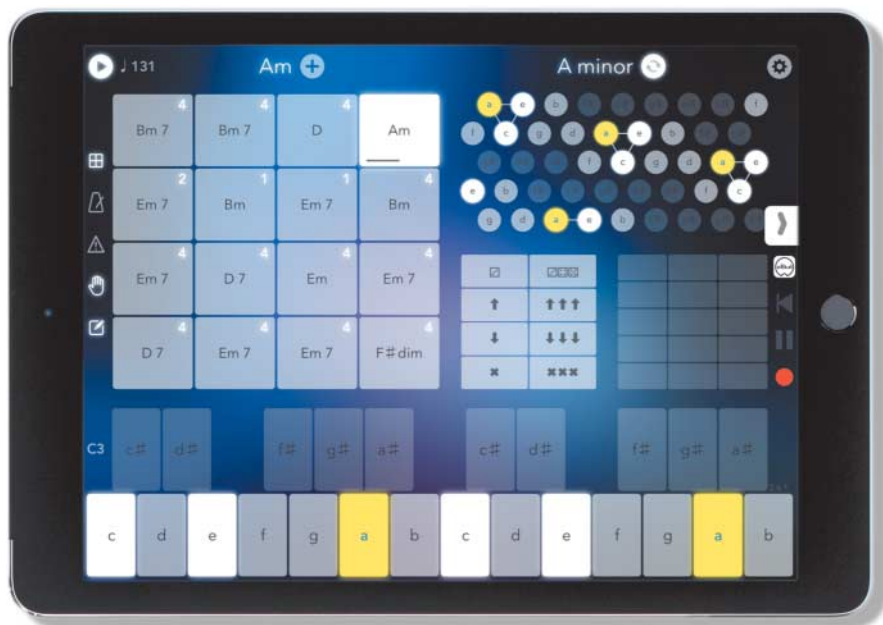 ♩ 131 Am + A minor
4 4 4
Bm 7 Bm 7 D Am
2 1 1 4
Em 7 Bm Em 7 Bm
4 4 4 4
Em 7 D 7 Em Em 7
4 4 4 4
D 7 Em 7 Em 7 F#dim
a e b f
f c g d a e b
f c g d a e
e b f c
g d a e b
C3 c# d# f# g# a# c# d# f# g# a#
c d e f g a b c d e f g a b